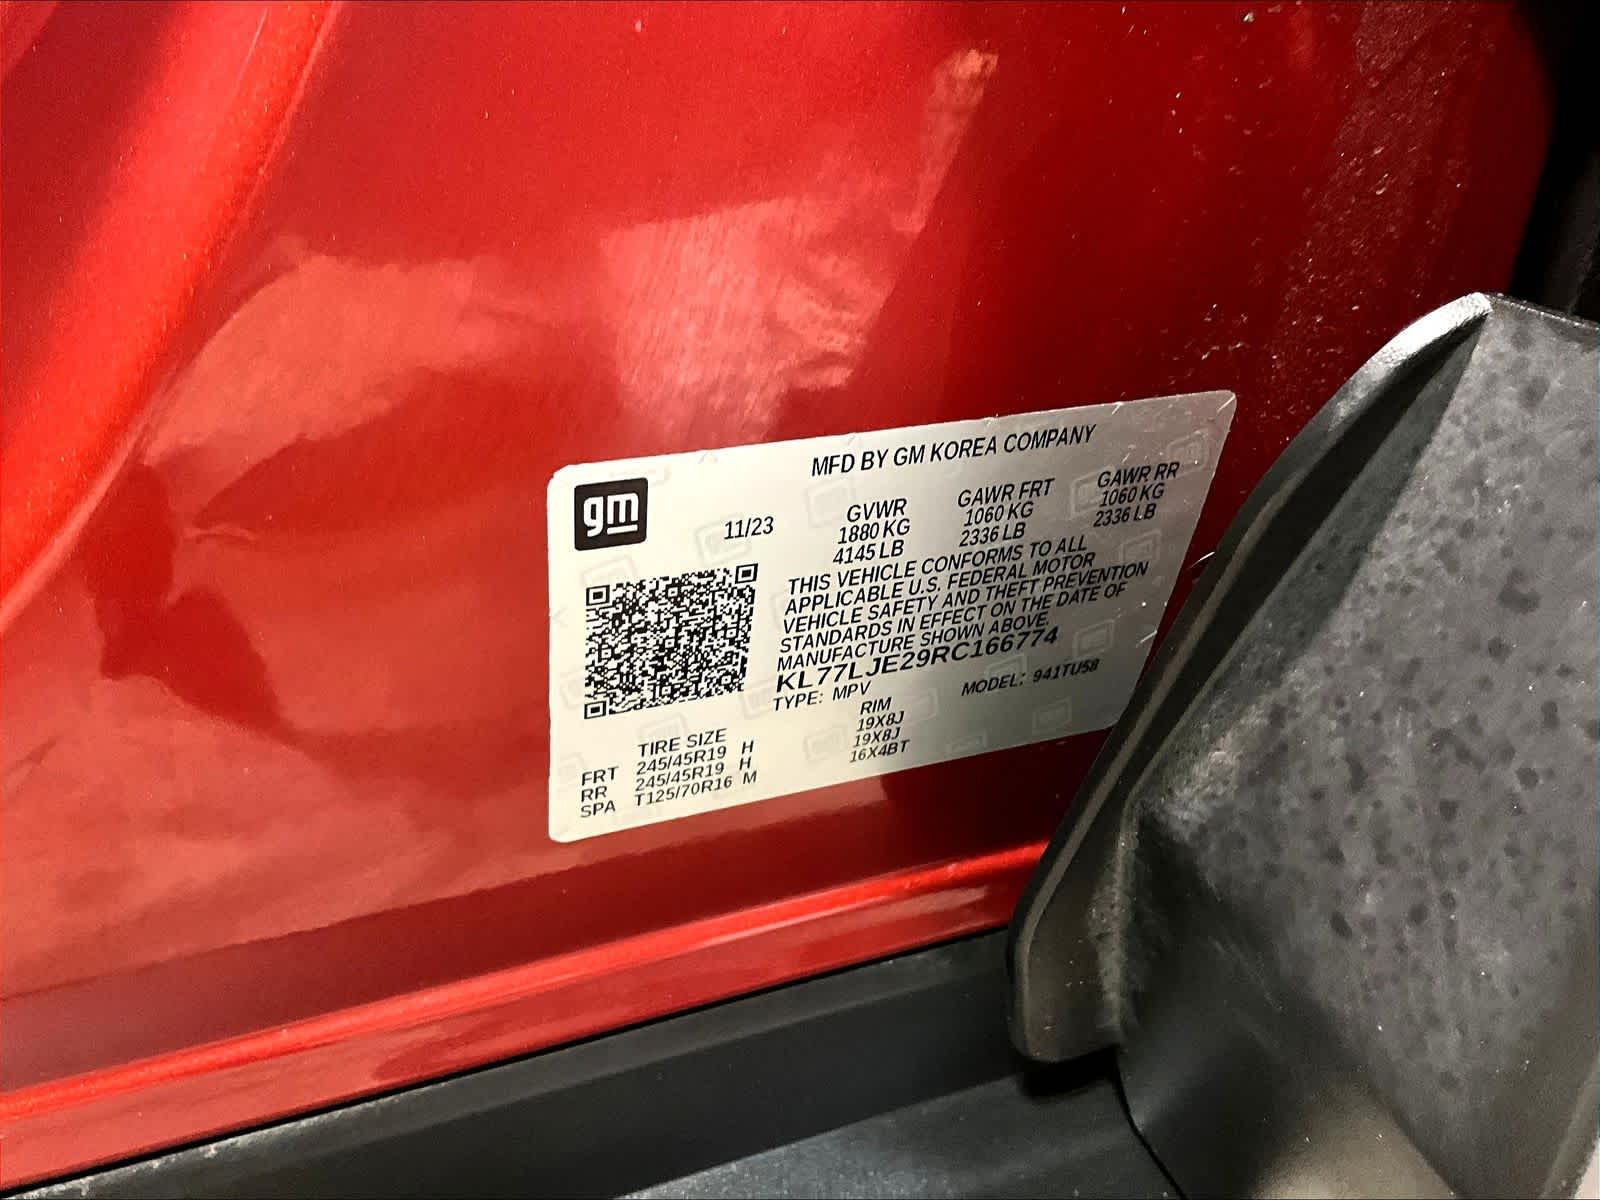 MFD BY GM KOREA COMPANY
gm
11/23
GVWR GAWR FRT GAWR RR
1880 KG 1060 KG 1060 KG
4145 LB 2336 LB 2336 LB
THIS VEHICLE CONFORMS TO ALL
APPLICABLE U.S. FEDERAL MOTOR
VEHICLE SAFETY AND THEFT PREVENTION
STANDARDS IN EFFECT ON THE DATE OF
MANUFACTURE SHOWN ABOVE.
KL77LJE29RC166774
TYPE: MPV MODEL: 941TU58
TIRE SIZE RIM
FRT 245/45R19 H 19X8J
RR 245/45R19 H 19X8J
SPA T125/70R16 M 16X4BT